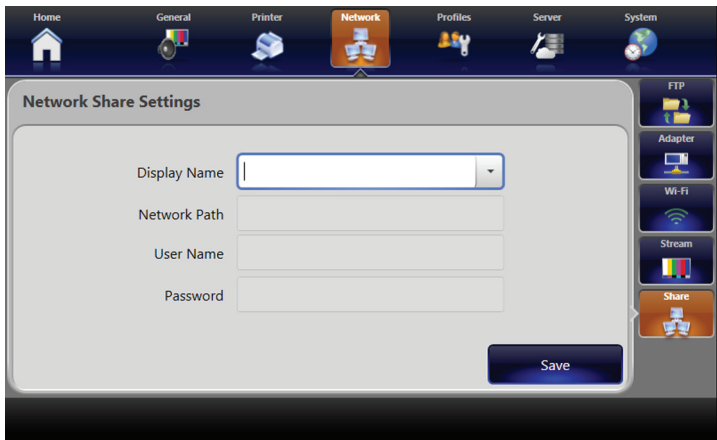 Home General Printer Network Profiles Server System
Network Share Settings
Display Name
Network Path
User Name
Password
Save
FTP
Adapter
Wi-Fi
Stream
Share